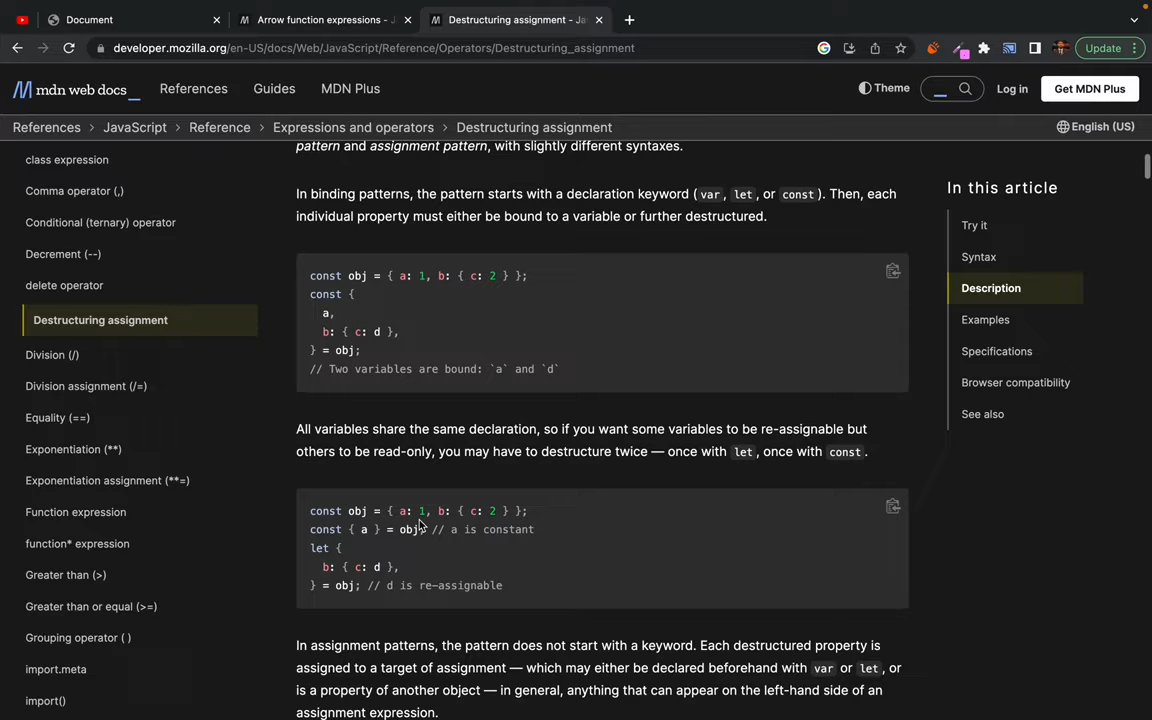 Document
Arrow function expressions - J
Destructuring assignment - Ja
developer.mozilla.org/en-US/docs/Web/JavaScript/Reference/Operators/Destructuring_assignment
Update
mdn web docs_
References
Guides
MDN Plus
Theme
Log in
Get MDN Plus
References > JavaScript > Reference > Expressions and operators > Destructuring assignment
English (US)
class expression
Comma operator (,)
Conditional (ternary) operator
Decrement (--)
delete operator
Destructuring assignment
Division (/)
Division assignment (/=)
Equality (==)
Exponentiation (**)
Exponentiation assignment (**=)
Function expression
function* expression
Greater than (>)
Greater than or equal (>=)
Grouping operator ( )
import.meta
import()
pattern and assignment pattern, with slightly different syntaxes.
In binding patterns, the pattern starts with a declaration keyword (var, let, or const). Then, each
individual property must either be bound to a variable or further destructured.
const obj = { a: 1, b: { c: 2 } };
const {
a,
b: { c: d },
} = obj;
// Two variables are bound: `a` and `d`
All variables share the same declaration, so if you want some variables to be re-assignable but
others to be read-only, you may have to destructure twice — once with let, once with const.
const obj = { a: 1, b: { c: 2 } };
const { a } = obj; // a is constant
let {
b: { c: d },
} = obj; // d is re-assignable
In assignment patterns, the pattern does not start with a keyword. Each destructured property is
assigned to a target of assignment — which may either be declared beforehand with var or let, or
is a property of another object — in general, anything that can appear on the left-hand side of an
assignment expression.
In this article
Try it
Syntax
Description
Examples
Specifications
Browser compatibility
See also